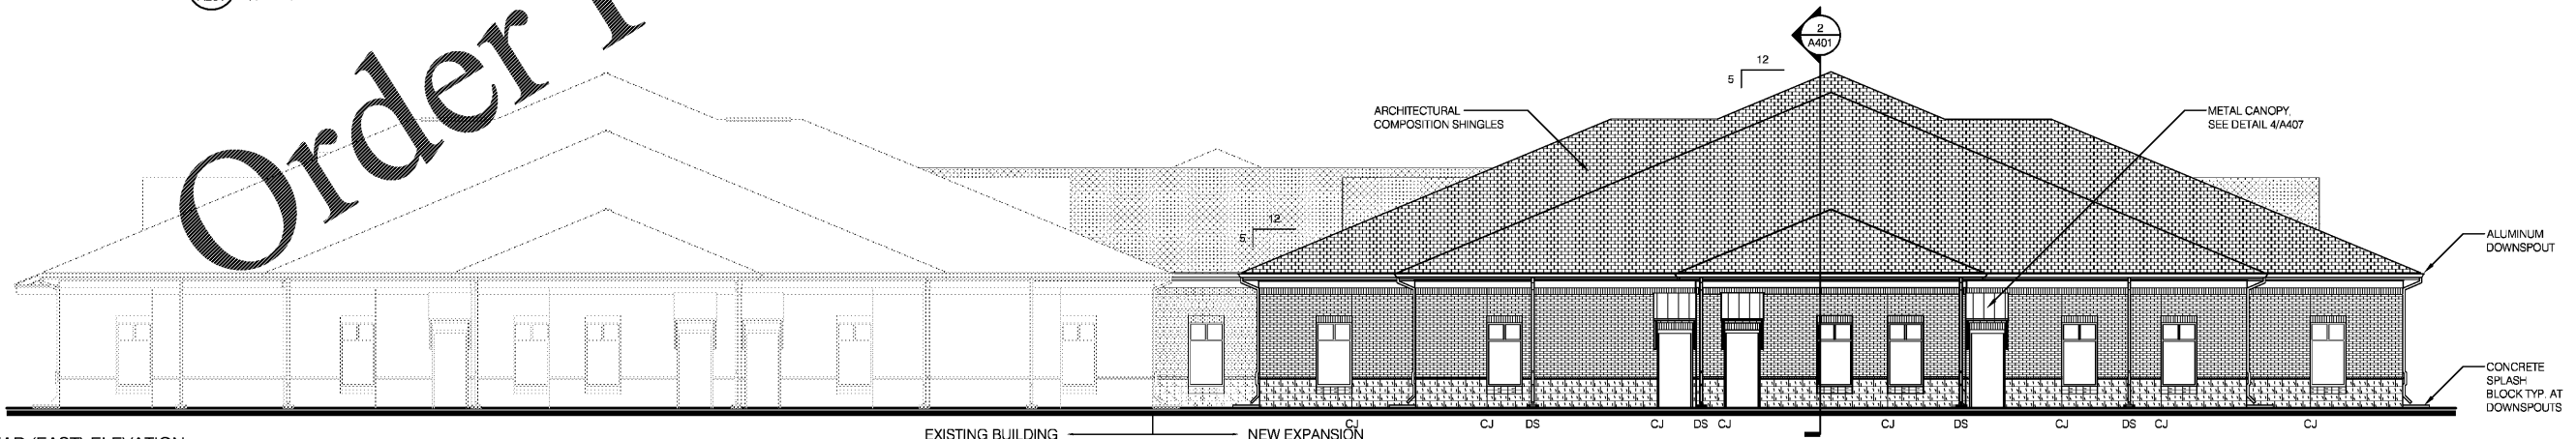 Order
2
A401
12
5
ARCHITECTURAL
COMPOSITION SHINGLES
METAL CANOPY,
SEE DETAIL 4/A407
12
5
ALUMINUM
DOWNSPOUT
CONCRETE
SPLASH
BLOCK TYP. AT
DOWNSPOUTS
CJ CJ DS CJ DS CJ CJ DS CJ DS CJ CJ
(EAST) ELEVATION
EXISTING BUILDING NEW EXPANSION